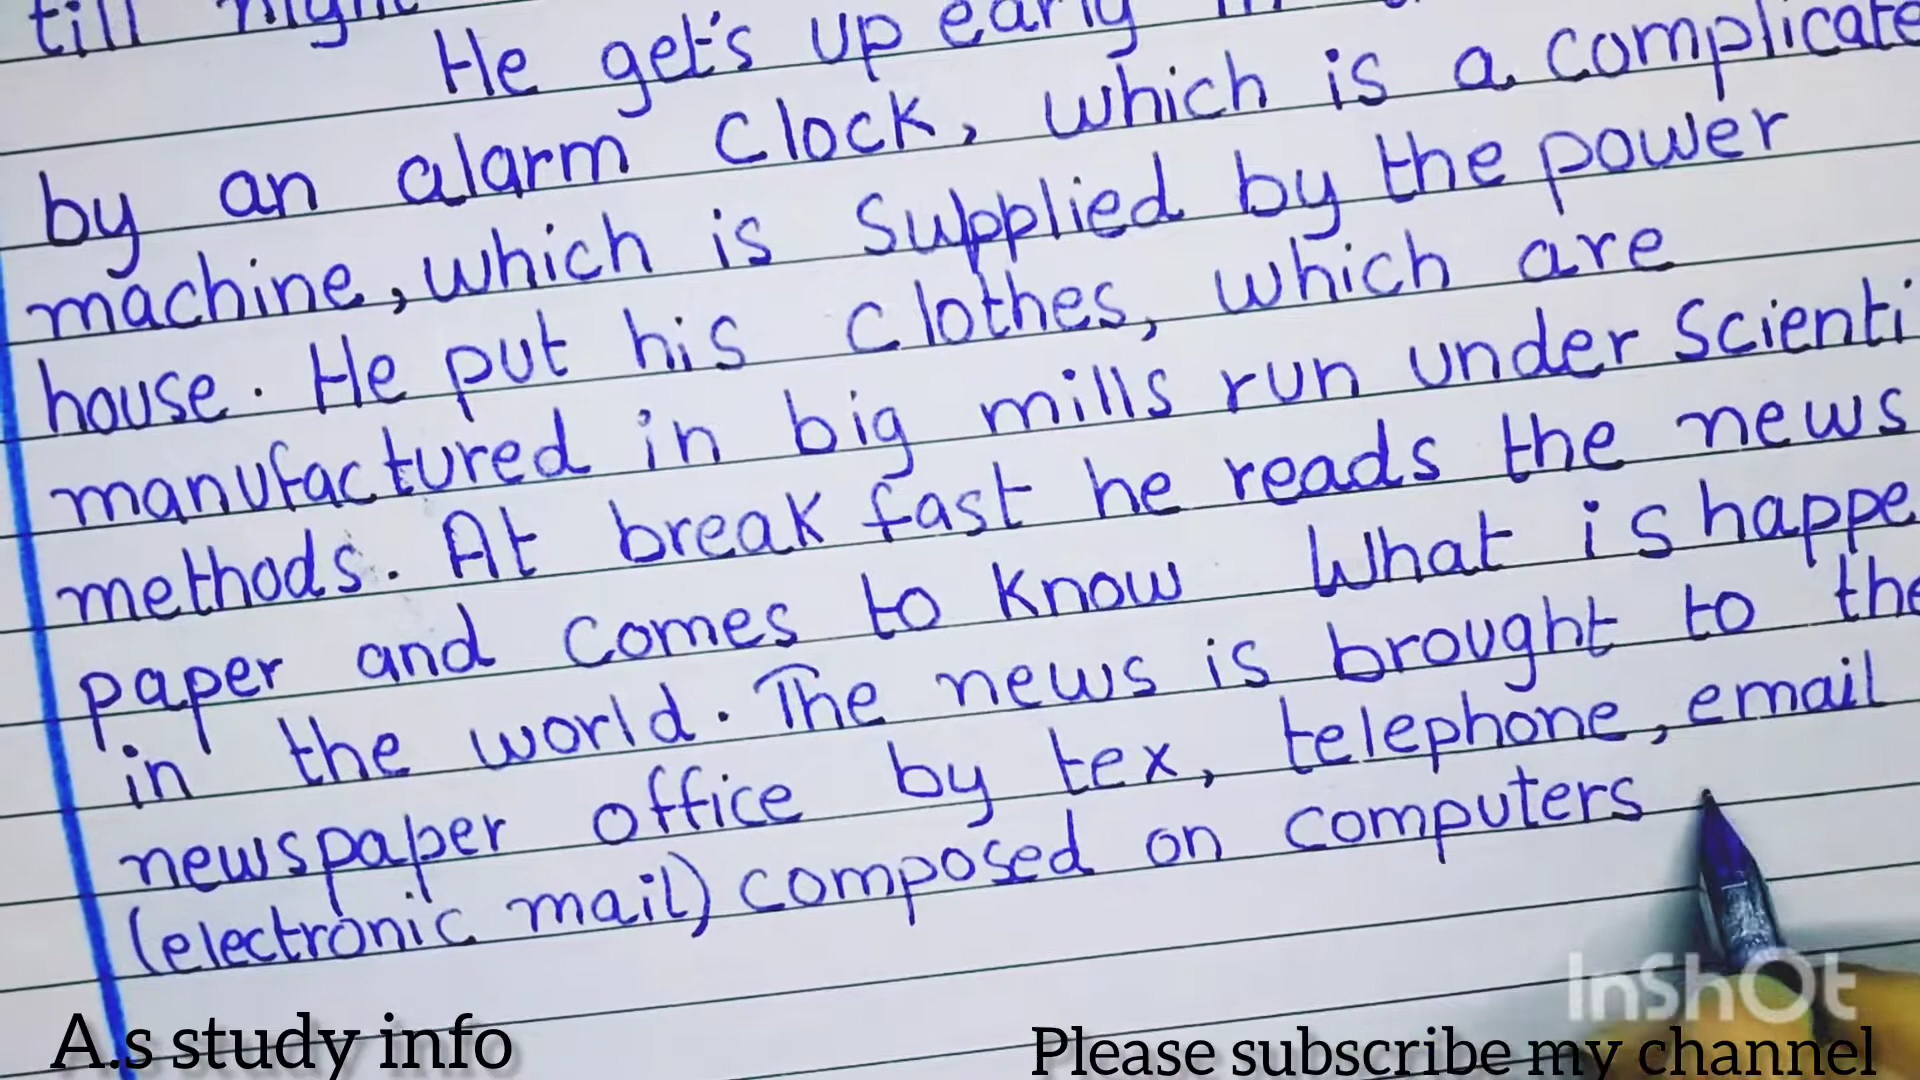 till night
He get's up early in
by an alarm clock, which is a complicate
machine, which is supplied by the power
house. He put his clothes, which are
manufactured in big mills run under Scienti
methods. At break fast he reads the news
paper and comes to know What is happe
in the world. The news is brought to the
newspaper office by tex, telephone, email
(electronic mail) composed on computers
InShOt
A.s study info
Please subscribe my channel